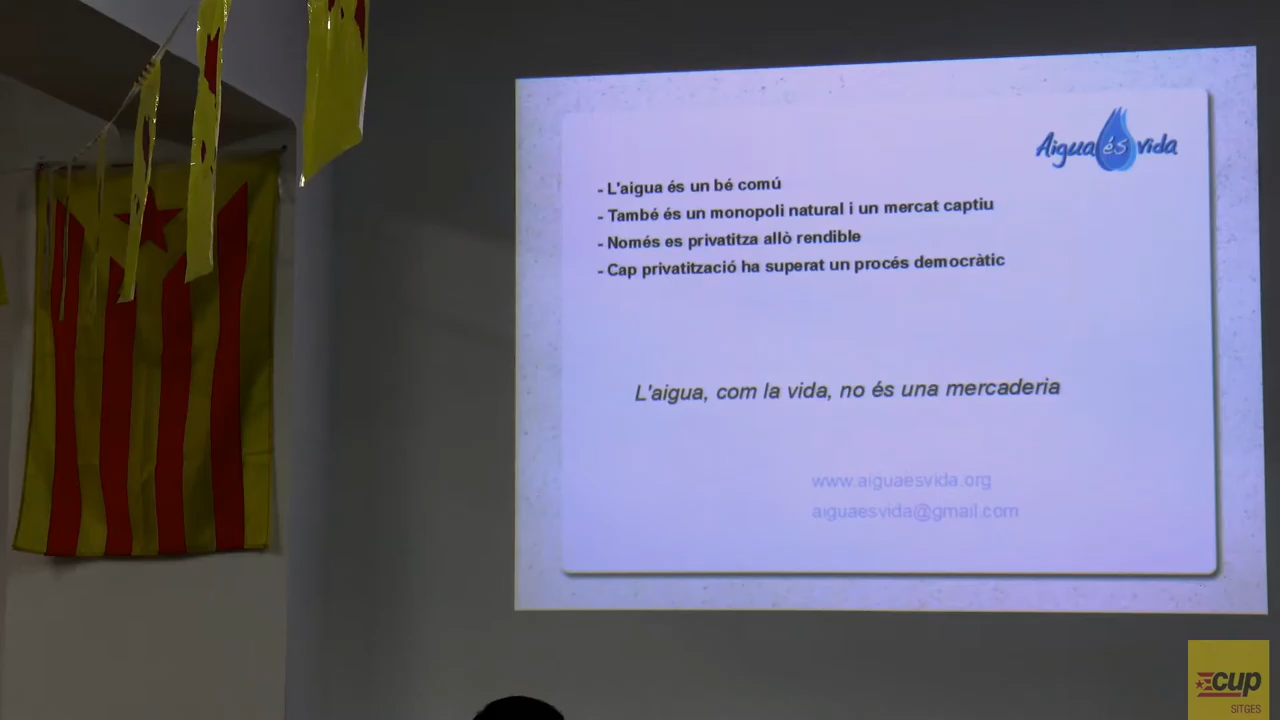 Aigua és vida
- L'aigua és un bé comú
- També és un monopoli natural i un mercat captiu
- Només es privatitza allò rendible
- Cap privatització ha superat un procés democràtic
L'aigua, com la vida, no és una mercaderia
www.aiguaesvida.org
aiguaesvida@gmail.com
cup
SITGES